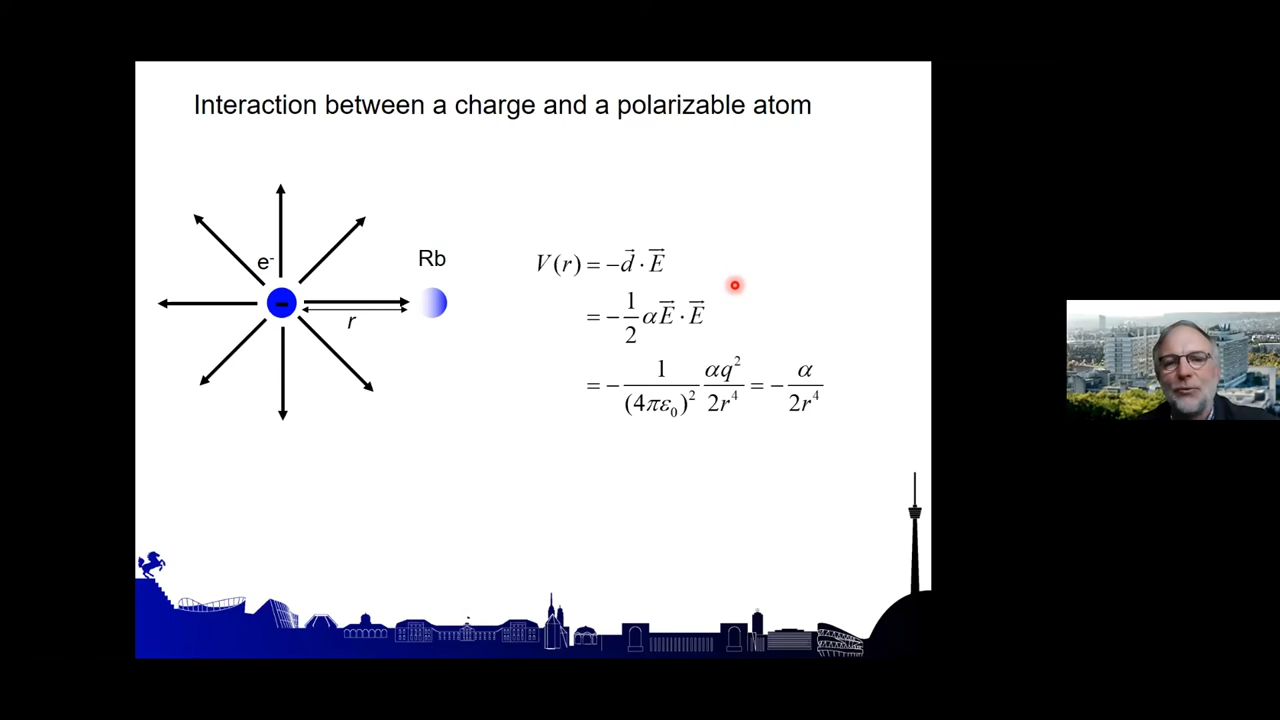 Interaction between a charge and a polarizable atom
e⁻
Rb
−
r
V(r) = −d⃗ · E⃗
= −1/2 αE⃗ · E⃗
= −1/(4πε₀)² αq²/2r⁴ = −α/2r⁴